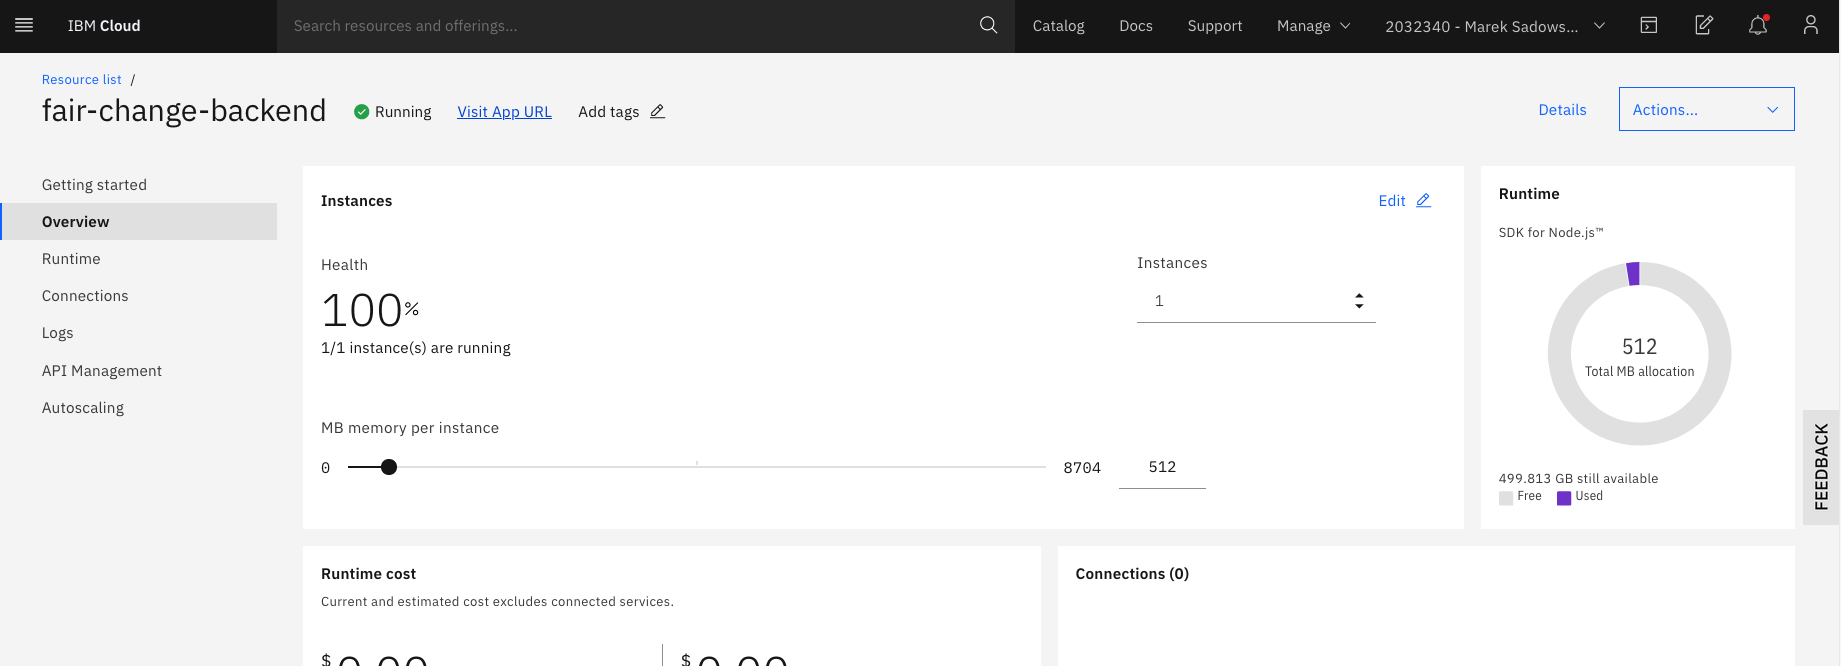 IBM Cloud
Search resources and offerings...
Catalog
Docs
Support
Manage
2032340 - Marek Sadows...
Resource list /
fair-change-backend
Running
Visit App URL
Add tags
Details
Actions...
Getting started
Overview
Runtime
Connections
Logs
API Management
Autoscaling
Instances
Edit
Health
100%
1/1 instance(s) are running
Instances
1
MB memory per instance
0
8704
512
Runtime
SDK for Node.js™
512
Total MB allocation
499.813 GB still available
Free
Used
FEEDBACK
Runtime cost
Current and estimated cost excludes connected services.
$0.00
$0.00
Connections (0)